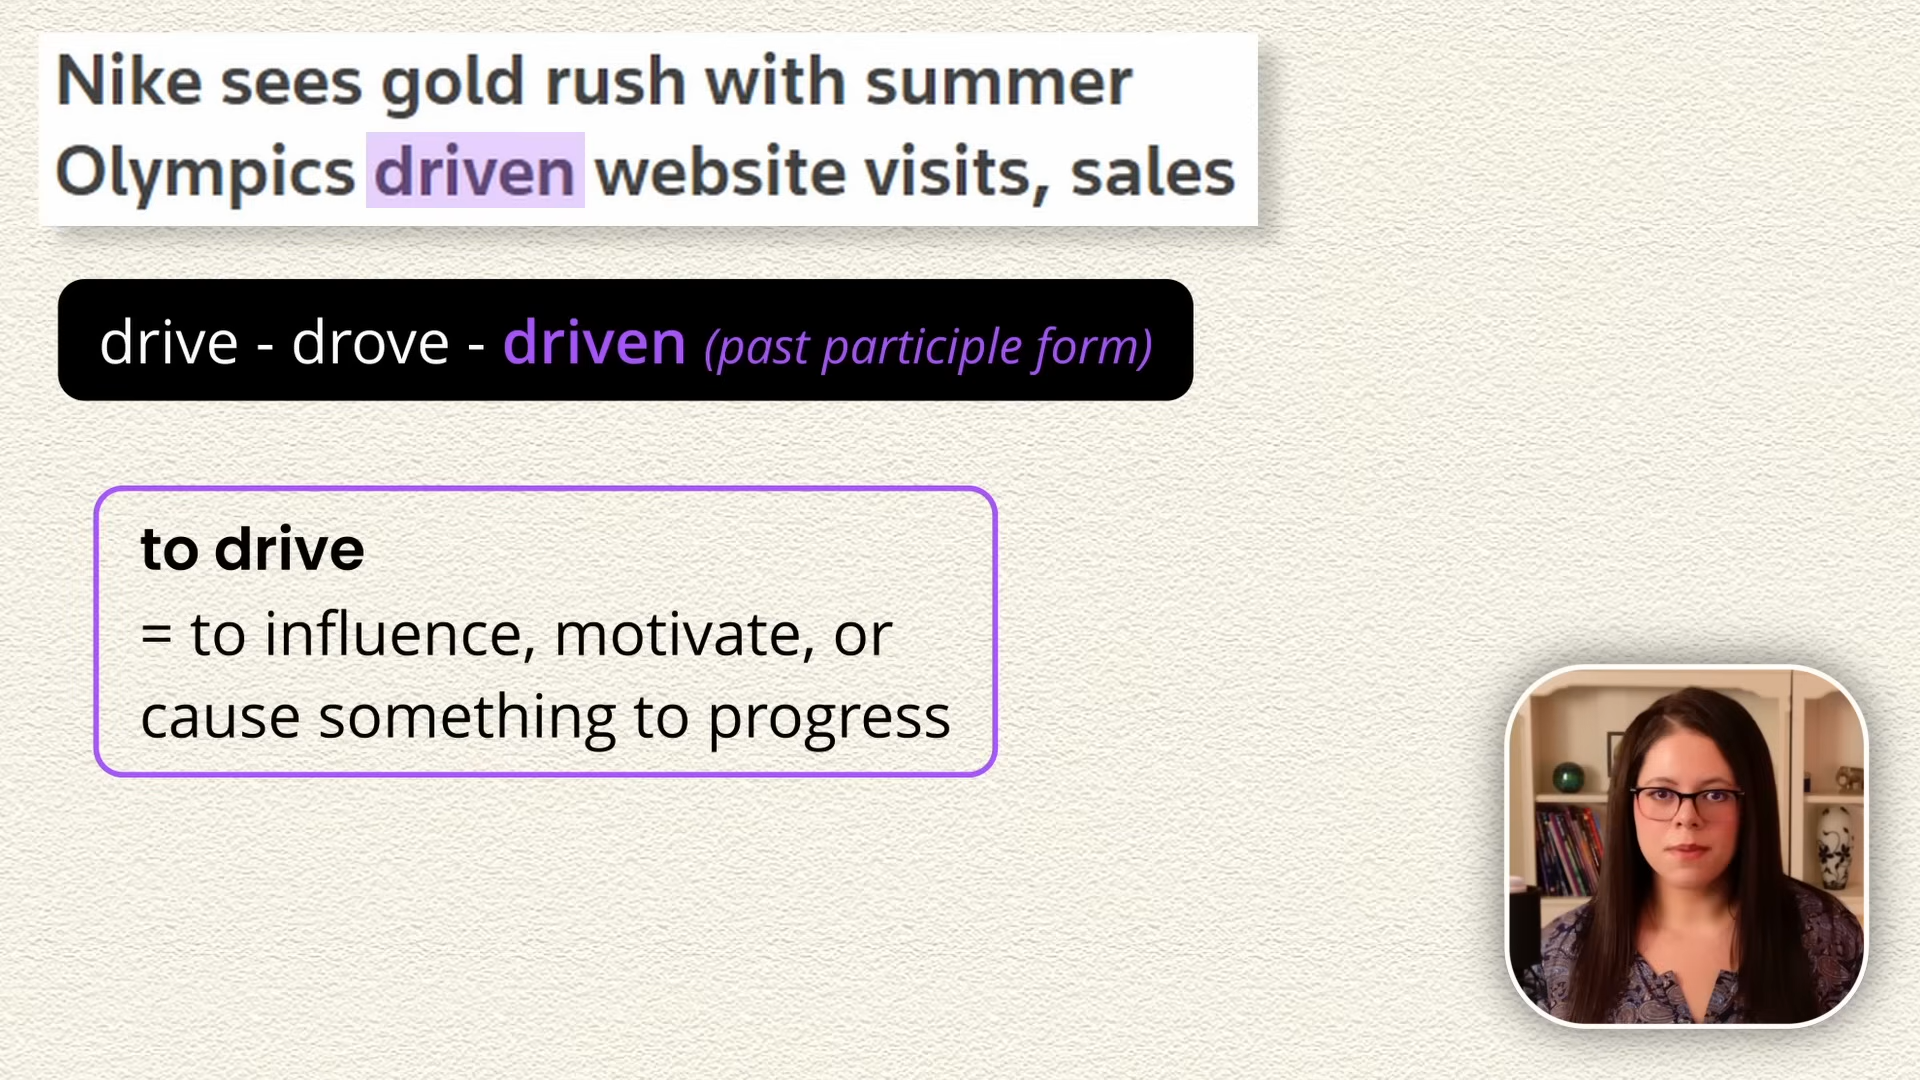 Nike sees gold rush with summer
Olympics driven website visits, sales
drive - drove - driven (past participle form)
to drive
= to influence, motivate, or
cause something to progress